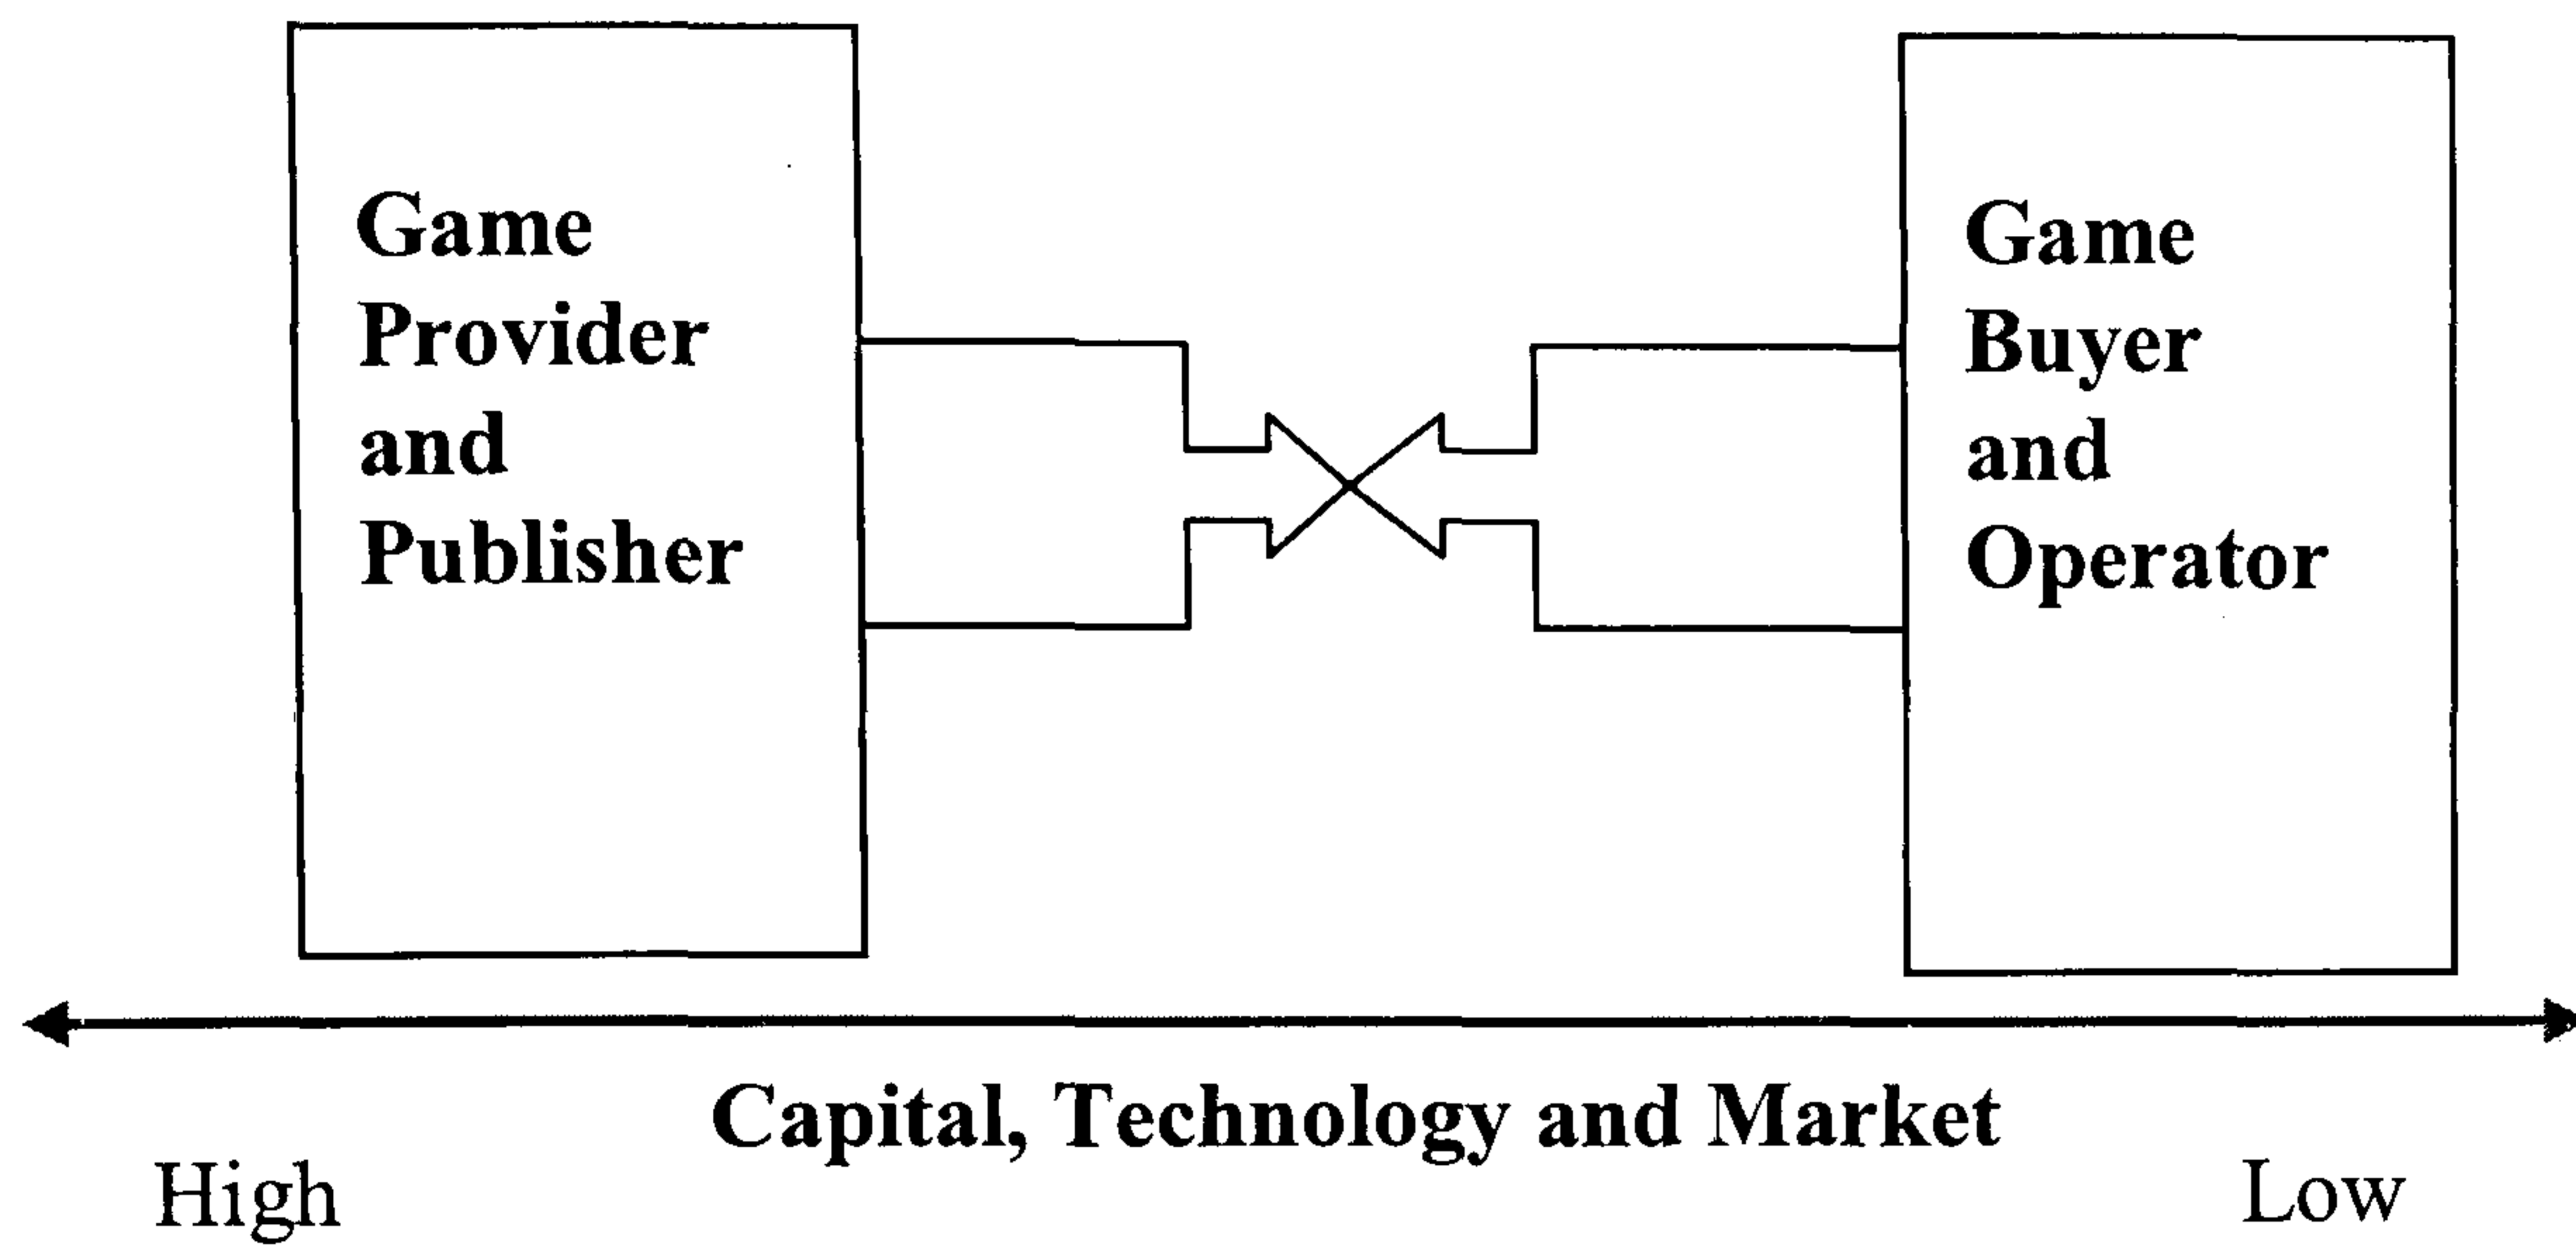 Game
Provider
and
Publisher
Game
Buyer
and
Operator
Capital, Technology and Market
High
Low